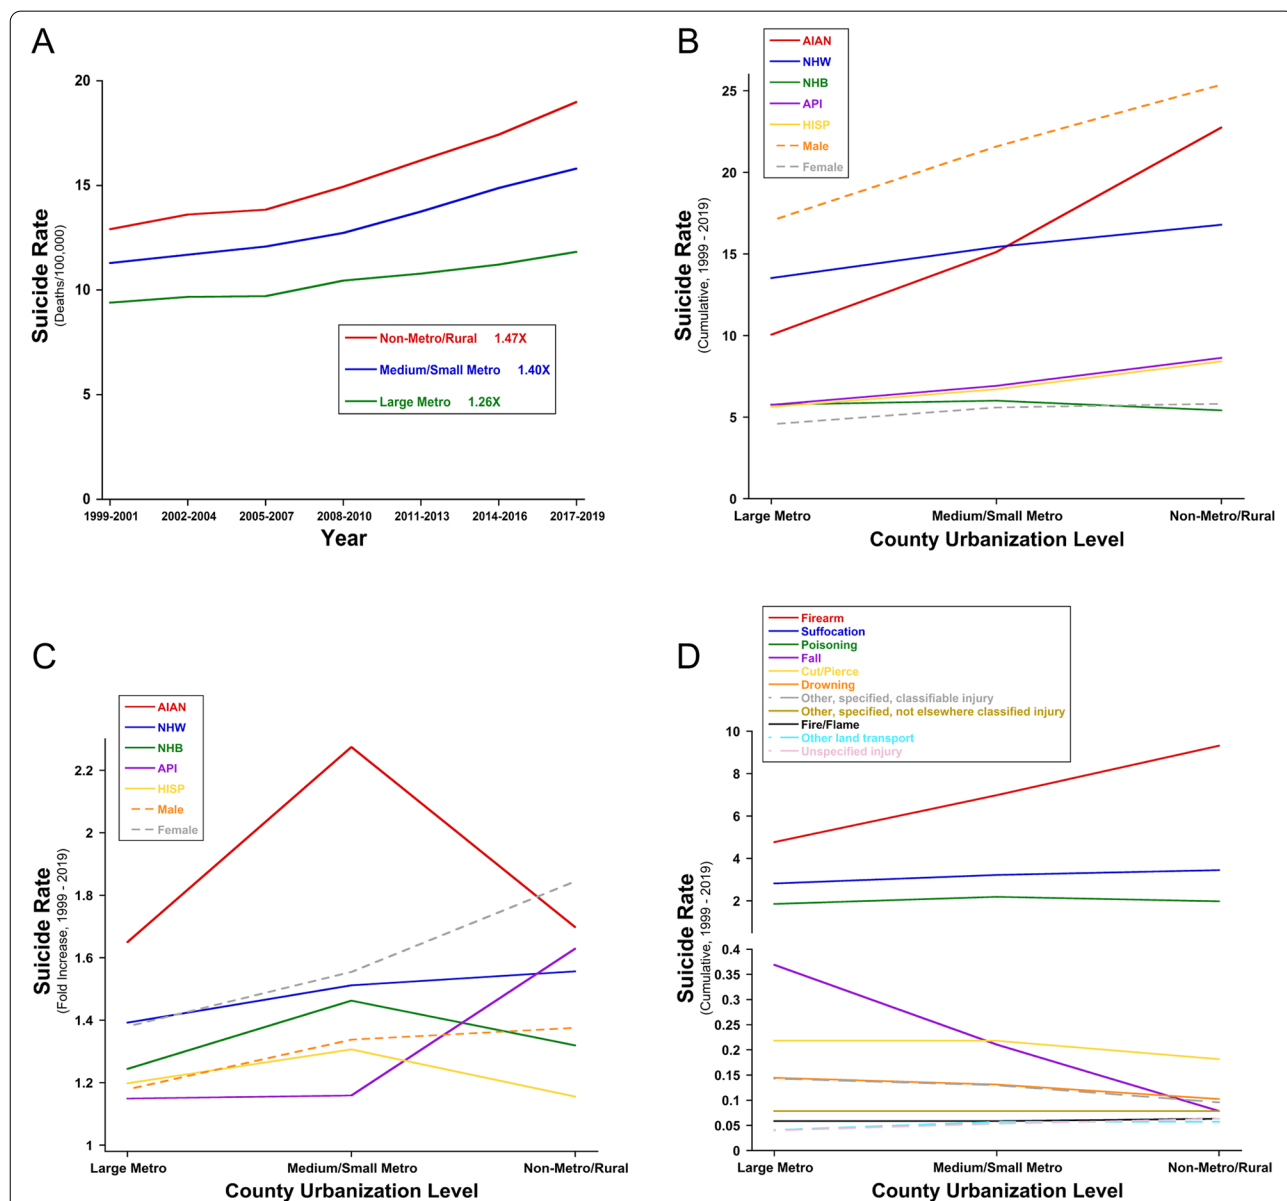 A
20
15
10
5
0
Suicide Rate
(Deaths/100,000)
Non-Metro/Rural 1.47X
Medium/Small Metro 1.40X
Large Metro 1.26X
1999-2001 2002-2004 2005-2007 2008-2010 2011-2013 2014-2016 2017-2019
Year
B
AIAN
NHW
NHB
API
HISP
Male
Female
25
20
15
10
5
0
Suicide Rate
(Cumulative, 1999 - 2019)
Large Metro Medium/Small Metro Non-Metro/Rural
County Urbanization Level
C
AIAN
NHW
NHB
API
HISP
Male
Female
2.2
2
1.8
1.6
1.4
1.2
1
Suicide Rate
(Fold Increase, 1999 - 2019)
Large Metro Medium/Small Metro Non-Metro/Rural
County Urbanization Level
D
Firearm
Suffocation
Poisoning
Fall
Cut/Pierce
Drowning
Other, specified, classifiable injury
Other, specified, not elsewhere classified injury
Fire/Flame
Other land transport
Unspecified injury
10
8
6
4
2
0.4
0.35
0.3
0.25
0.2
0.15
0.1
0.05
0
Suicide Rate
(Cumulative, 1999 - 2019)
Large Metro Medium/Small Metro Non-Metro/Rural
County Urbanization Level